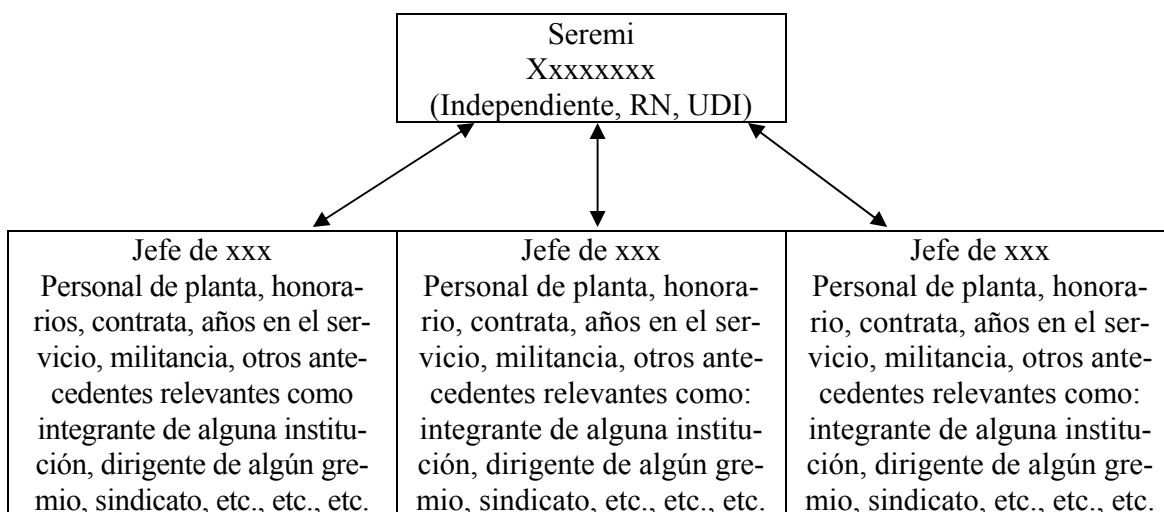 Seremi
Xxxxxxxx
(Independiente, RN, UDI)
Jefe de xxx
Personal de planta, honora-
rios, contrata, años en el ser-
vicio, militancia, otros ante-
cedentes relevantes como
integrante de alguna institu-
ción, dirigente de algún gre-
mio, sindicato, etc., etc., etc.
Jefe de xxx
Personal de planta, honora-
rio, contrata, años en el ser-
vicio, militancia, otros ante-
cedentes relevantes como:
integrante de alguna institu-
ción, dirigente de algún gre-
mio, sindicato, etc., etc., etc.
Jefe de xxx
Personal de planta, honora-
rio, contrata, años en el ser-
vicio, militancia, otros ante-
cedentes relevantes como:
integrante de alguna institu-
ción, dirigente de algún gre-
mio, sindicato, etc., etc., etc.